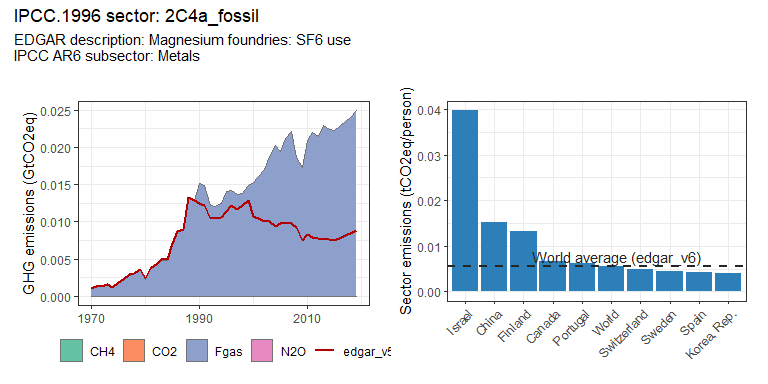 IPCC.1996 sector: 2C4a_fossil
EDGAR description: Magnesium foundries: SF6 use
IPCC AR6 subsector: Metals
GHG emissions (GtCO2eq)
0.025
0.020
0.015
0.010
0.005
0.000
1970
1990
2010
CH4
CO2
Fgas
N2O
edgar_v6
Sector emissions (tCO2eq/person)
0.04
0.03
0.02
0.01
0.00
World average (edgar_v6)
Israel
China
Finland
Canada
Portugal
World
Switzerland
Sweden
Spain
Korea, Rep.